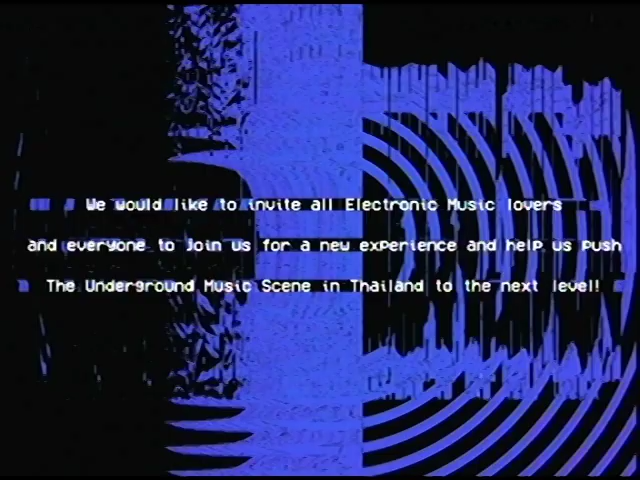 We would like to invite all Electronic Music lovers
and everyone to Join us for a new experience and help us push
The Underground Music Scene in Thailand to the next level!